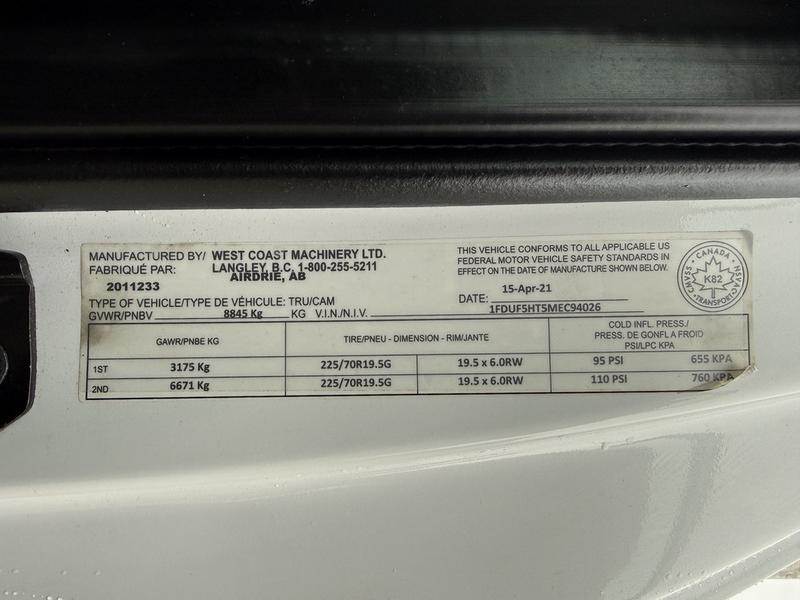 MANUFACTURED BY/ WEST COAST MACHINERY LTD.
FABRIQUÉ PAR: LANGLEY, B.C. 1-800-255-5211
AIRDRIE, AB
2011233
THIS VEHICLE CONFORMS TO ALL APPLICABLE US
FEDERAL MOTOR VEHICLE SAFETY STANDARDS IN
EFFECT ON THE DATE OF MANUFACTURE SHOWN BELOW.
CANADA
CMVSS K82 NSVAC
TRANSPORT
TYPE OF VEHICLE/TYPE DE VÉHICULE: TRU/CAM
DATE: 15-Apr-21
GVWR/PNBV 8845 Kg KG V.I.N./N.I.V. 1FDUF5HT5MEC94026
GAWR/PNBE KG
TIRE/PNEU - DIMENSION - RIM/JANTE
COLD INFL. PRESS./
PRESS. DE GONFL A FROID
PSI/LPC KPA
1ST 3175 Kg 225/70R19.5G 19.5 x 6.0RW 95 PSI 655 KPA
2ND 6671 Kg 225/70R19.5G 19.5 x 6.0RW 110 PSI 760 KPA